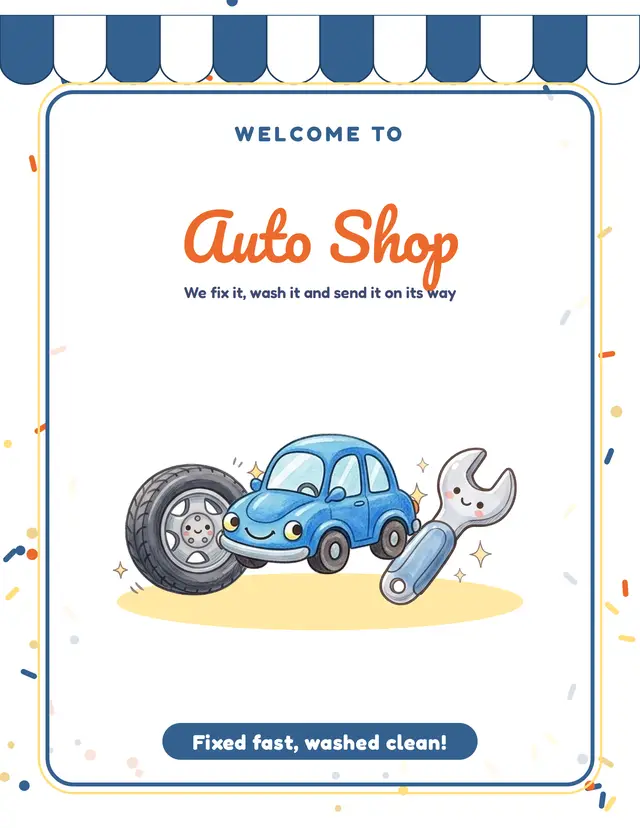 WELCOME TO
Auto Shop
We fix it, wash it and send it on its way
Fixed fast, washed clean!